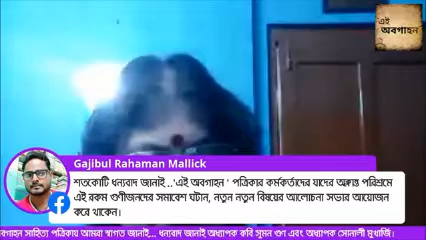 এই
অবগাহন
Gajibul Rahaman Mallick
শতকোটি ধন্যবাদ জানাই ..'এই অবগাহন ' পত্রিকার কর্মকর্তাদের যাদের অক্লান্ত পরিশ্রমে
এই রকম গুণীজনদের সমাবেশ ঘটান, নতুন নতুন বিষয়ের আলোচনা সভার আয়োজন
করে থাকেন।
বগাহন সাহিত্য পত্রিকায় আমরা স্বাগত জানাই... ধন্যবাদ জানাই অধ্যাপক কবি সুমন গুণ এবং অধ্যাপক সোনালী মুখার্জি।